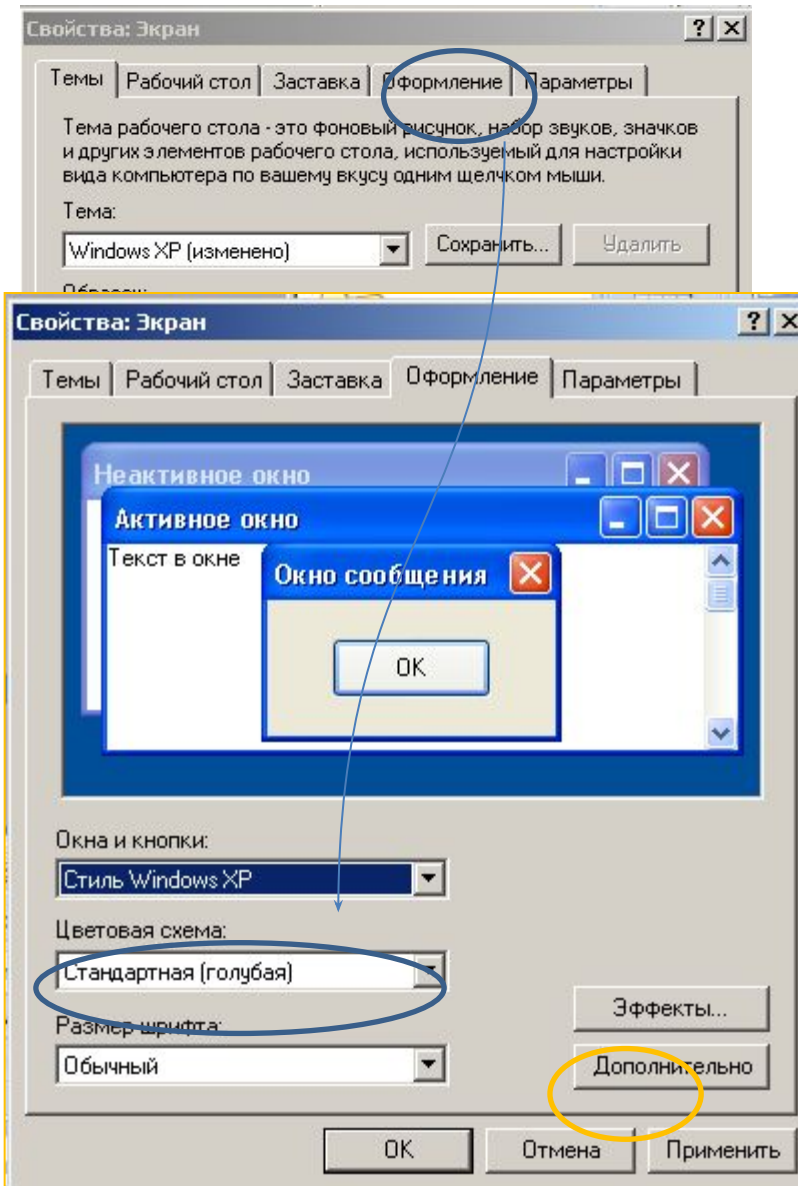 Свойства: Экран
Темы Рабочий стол Заставка Оформление Параметры
Тема рабочего стола - это фоновый рисунок, набор звуков, значков
и других элементов рабочего стола, используемый для настройки
вида компьютера по вашему вкусу одним щелчком мыши.
Тема:
Windows XP (изменено) Сохранить... Удалить
Образец:
Свойства: Экран
Темы Рабочий стол Заставка Оформление Параметры
Неактивное окно
Активное окно
Текст в окне
Окно сообщения
OK
Окна и кнопки:
Стиль Windows XP
Цветовая схема:
Стандартная (голубая)
Эффекты...
Размер шрифта:
Обычный
Дополнительно
OK Отмена Применить